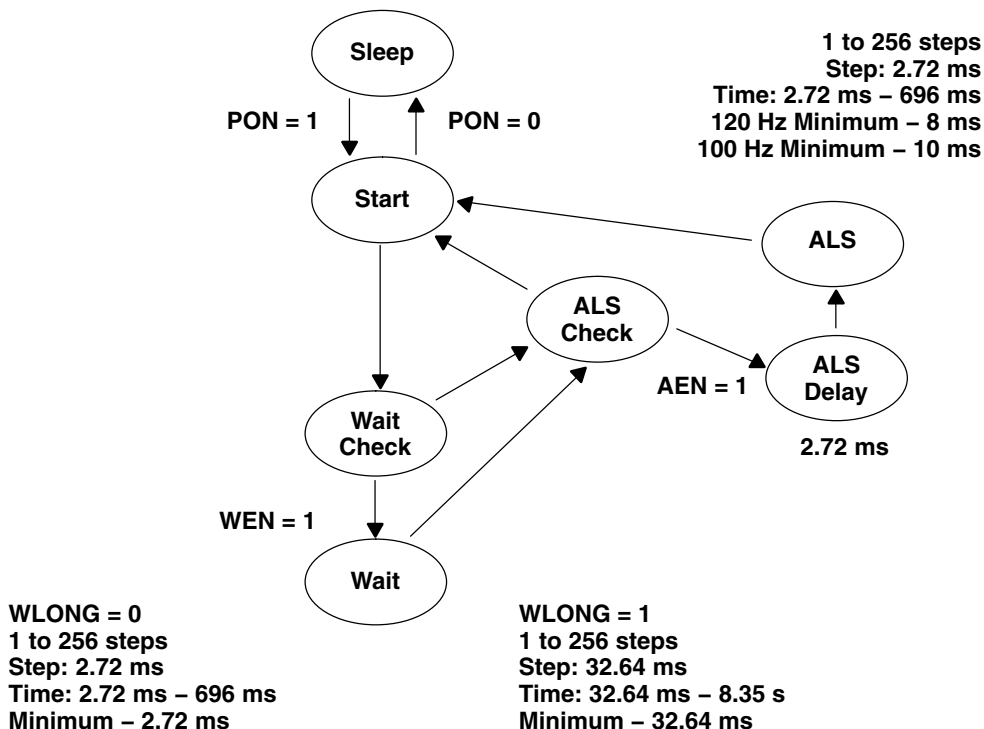 Sleep
1 to 256 steps
Step: 2.72 ms
Time: 2.72 ms – 696 ms
120 Hz Minimum – 8 ms
100 Hz Minimum – 10 ms
PON = 1
PON = 0
Start
ALS
ALS
Check
ALS
Delay
AEN = 1
2.72 ms
Wait
Check
WEN = 1
Wait
WLONG = 0
1 to 256 steps
Step: 2.72 ms
Time: 2.72 ms – 696 ms
Minimum – 2.72 ms
WLONG = 1
1 to 256 steps
Step: 32.64 ms
Time: 32.64 ms – 8.35 s
Minimum – 32.64 ms